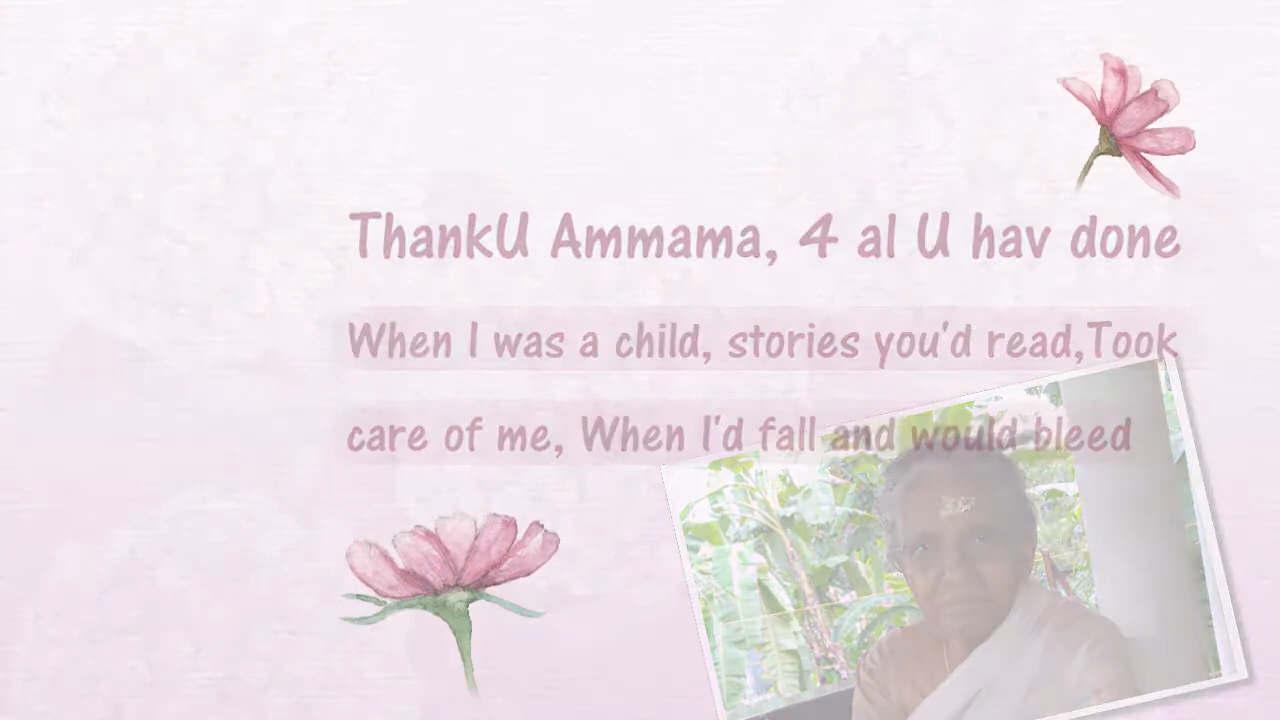 ThankU Ammama, 4 al U hav done
When I was a child, stories you'd read,Took
care of me, When I'd fall and would bleed